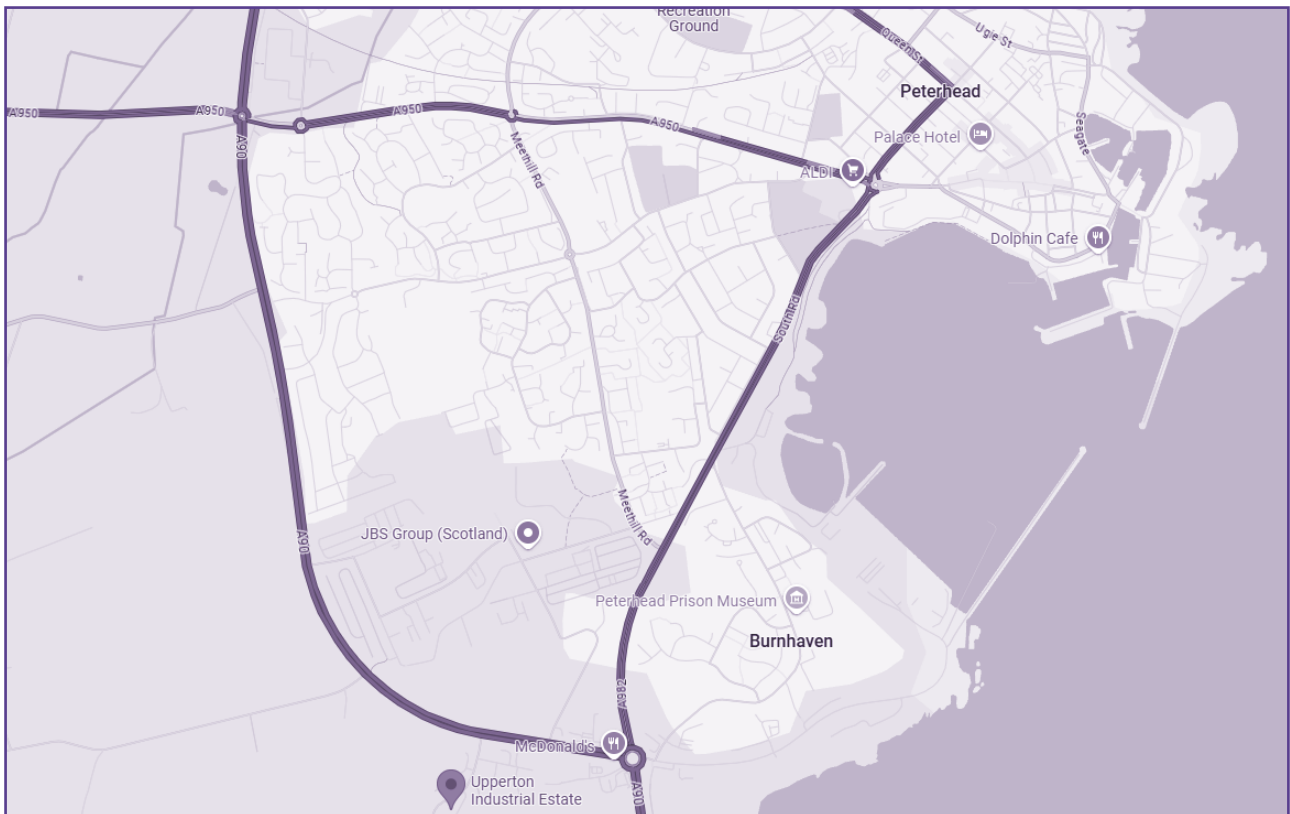 Recreation
Ground
Queen St
Ugie St
Peterhead
A950
A950
A950
A950
A90
Meethill Rd
Palace Hotel
Seagate
ALDI
Dolphin Cafe
South Rd
A90
JBS Group (Scotland)
Meethill Rd
Peterhead Prison Museum
Burnhaven
A982
McDonald's
Upperton
Industrial Estate
A90